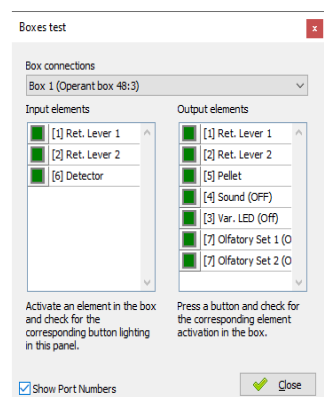 Boxes test
x
Box connections
Box 1 (Operant box 48:3)
Input elements
[1] Ret. Lever 1
[2] Ret. Lever 2
[6] Detector
Activate an element in the box
and check for the
corresponding button lighting
in this panel.
Output elements
[1] Ret. Lever 1
[2] Ret. Lever 2
[5] Pellet
[4] Sound (OFF)
[3] Var. LED (Off)
[7] Olfatory Set 1 (O
[7] Olfatory Set 2 (O
Press a button and check for
the corresponding element
activation in the box.
Show Port Numbers
Close